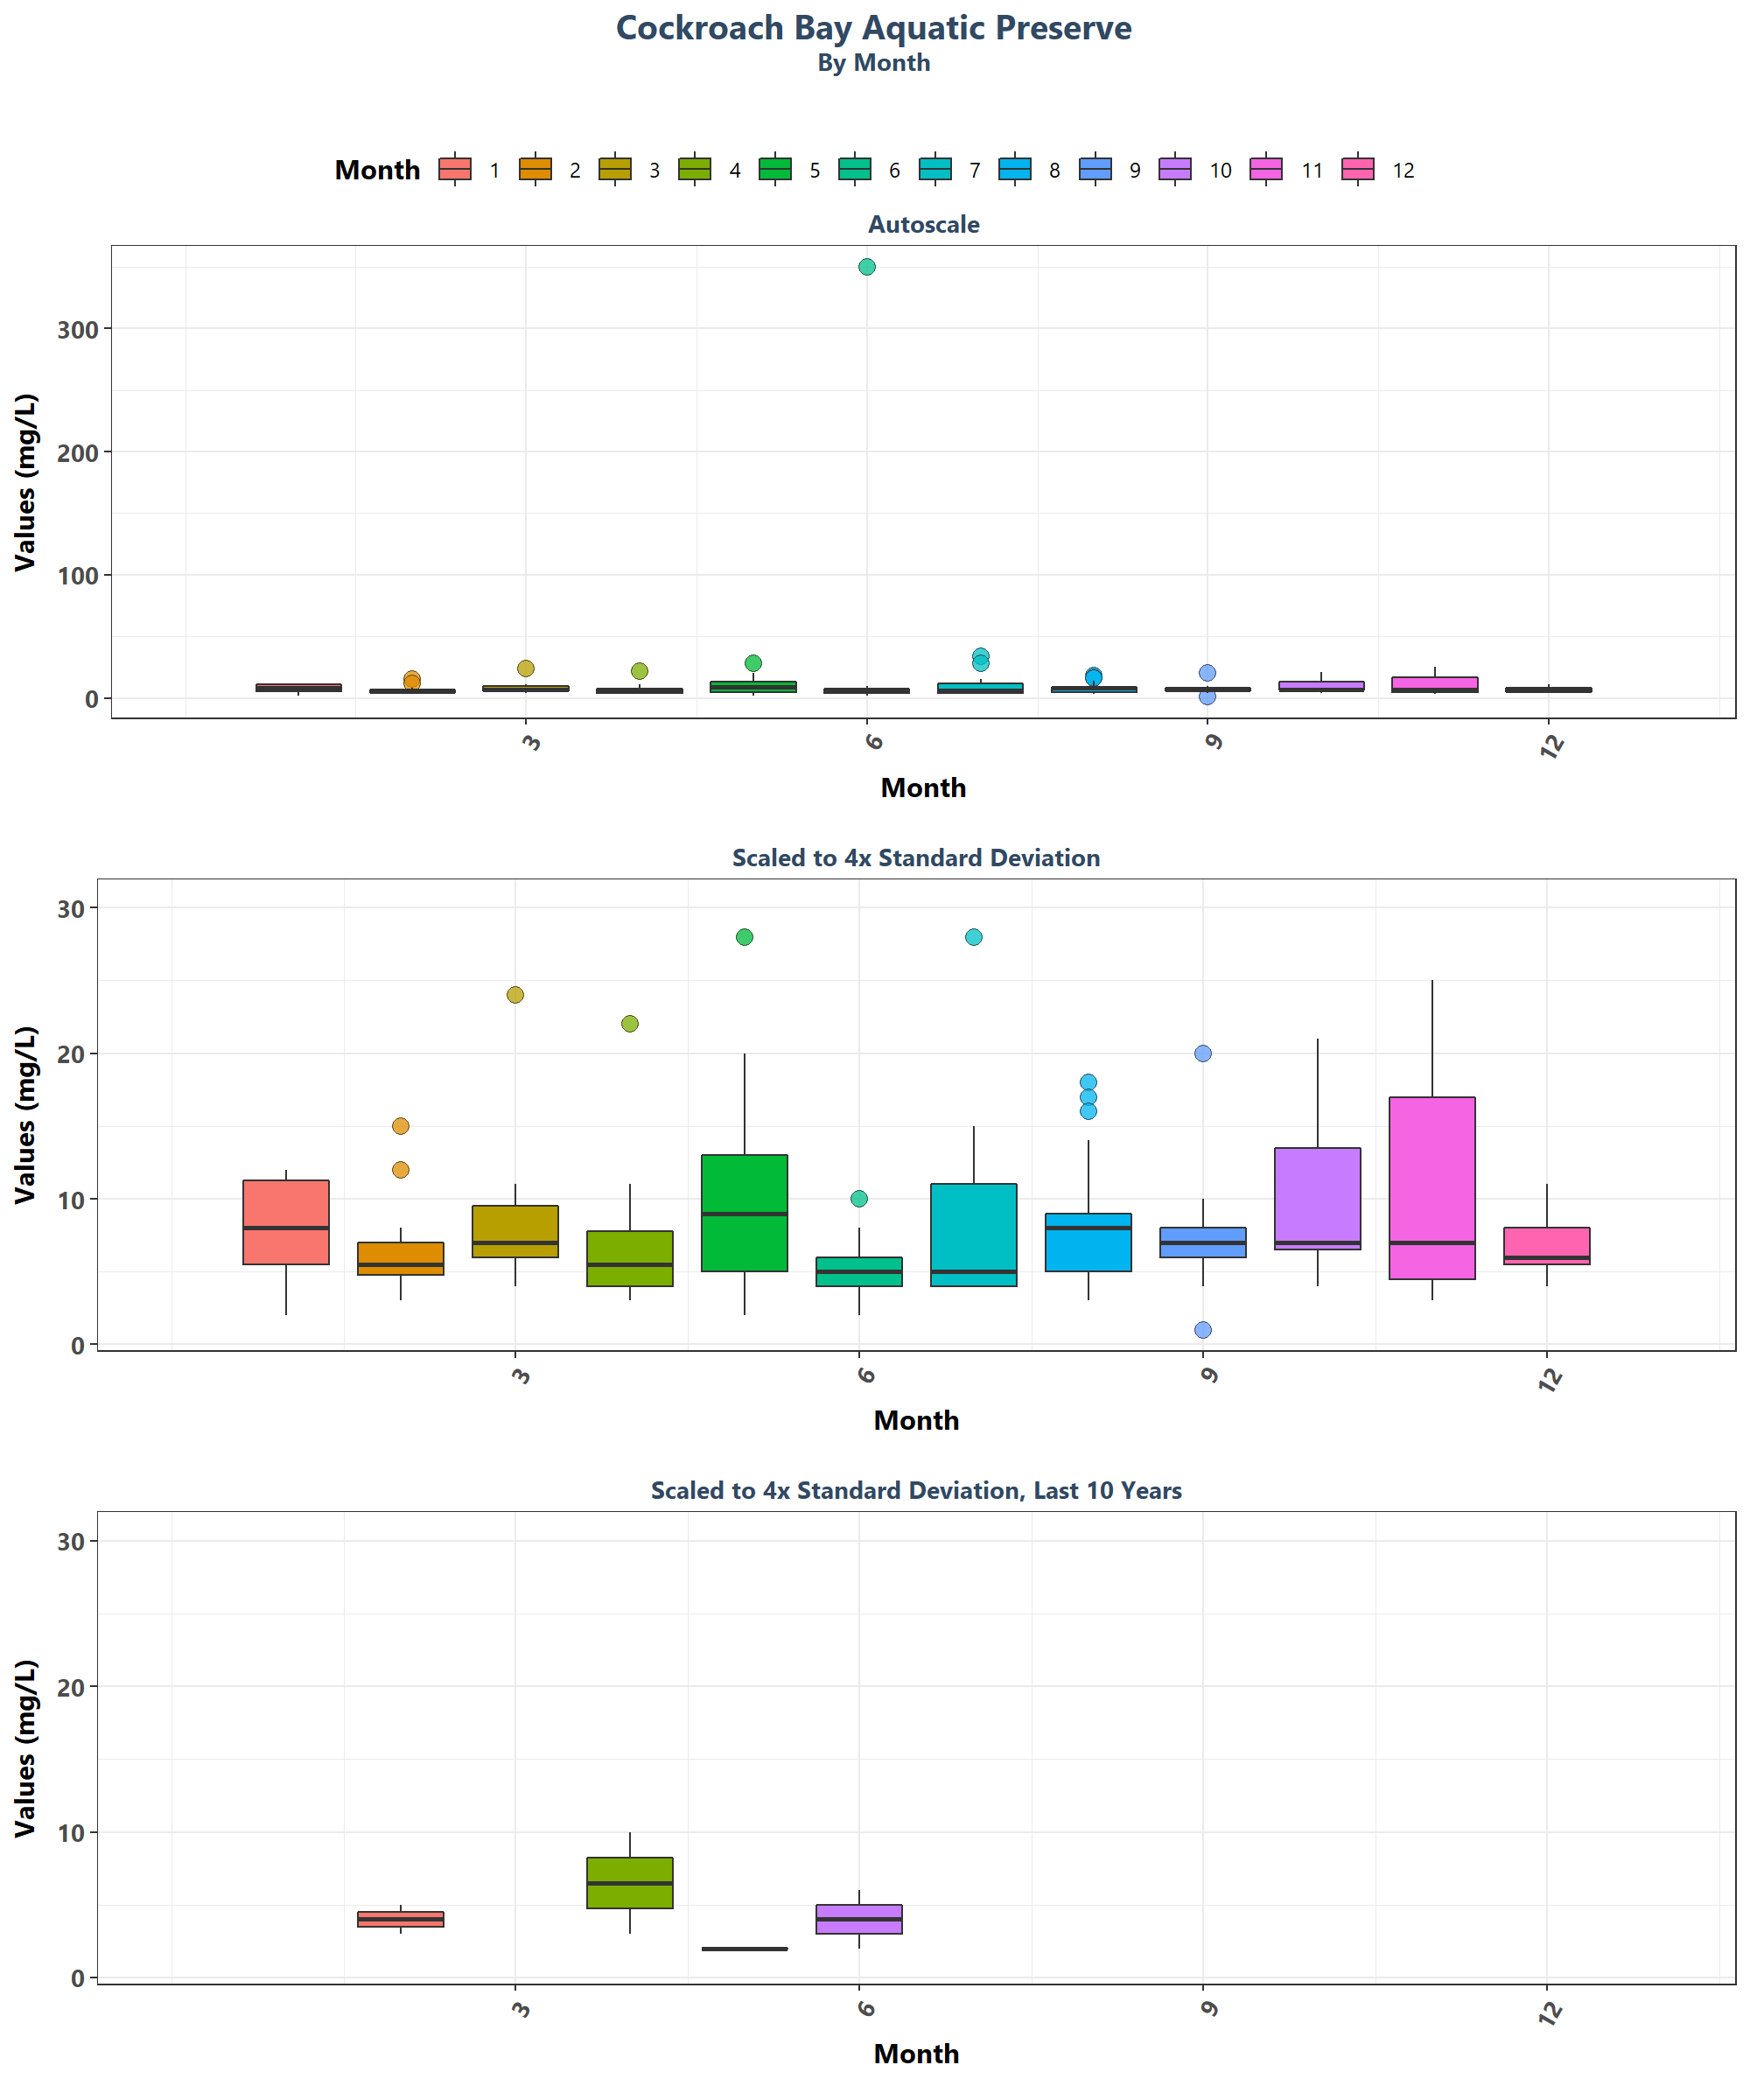 Cockroach Bay Aquatic Preserve
By Month
Month 1 2 3 4 5 6 7 8 9 10 11 12
Autoscale
Values (mg/L)
300
200
100
0
3 6 9 12
Month
Scaled to 4x Standard Deviation
Values (mg/L)
30
20
10
0
3 6 9 12
Month
Scaled to 4x Standard Deviation, Last 10 Years
Values (mg/L)
30
20
10
0
3 6 9 12
Month